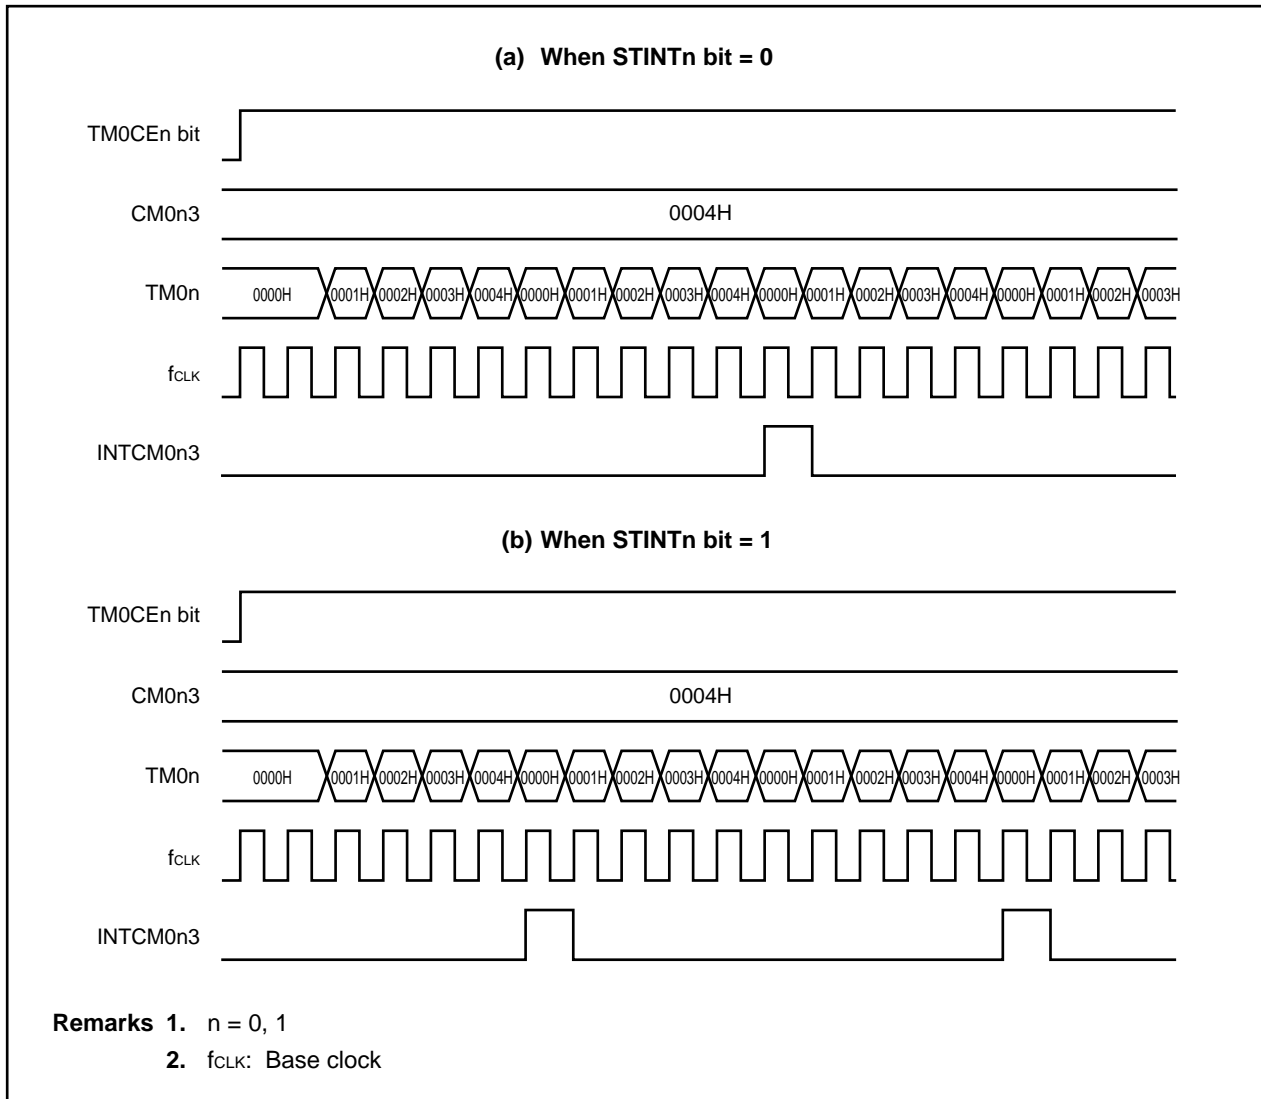 (a) When STINTn bit = 0
TM0CEn bit
CM0n3 0004H
TM0n 0000H 0001H 0002H 0003H 0004H 0000H 0001H 0002H 0003H 0004H 0000H 0001H 0002H 0003H 0004H 0000H 0001H 0002H 0003H
fCLK
INTCM0n3
(b) When STINTn bit = 1
TM0CEn bit
CM0n3 0004H
TM0n 0000H 0001H 0002H 0003H 0004H 0000H 0001H 0002H 0003H 0004H 0000H 0001H 0002H 0003H 0004H 0000H 0001H 0002H 0003H
fCLK
INTCM0n3
Remarks 1. n = 0, 1
2. fCLK: Base clock